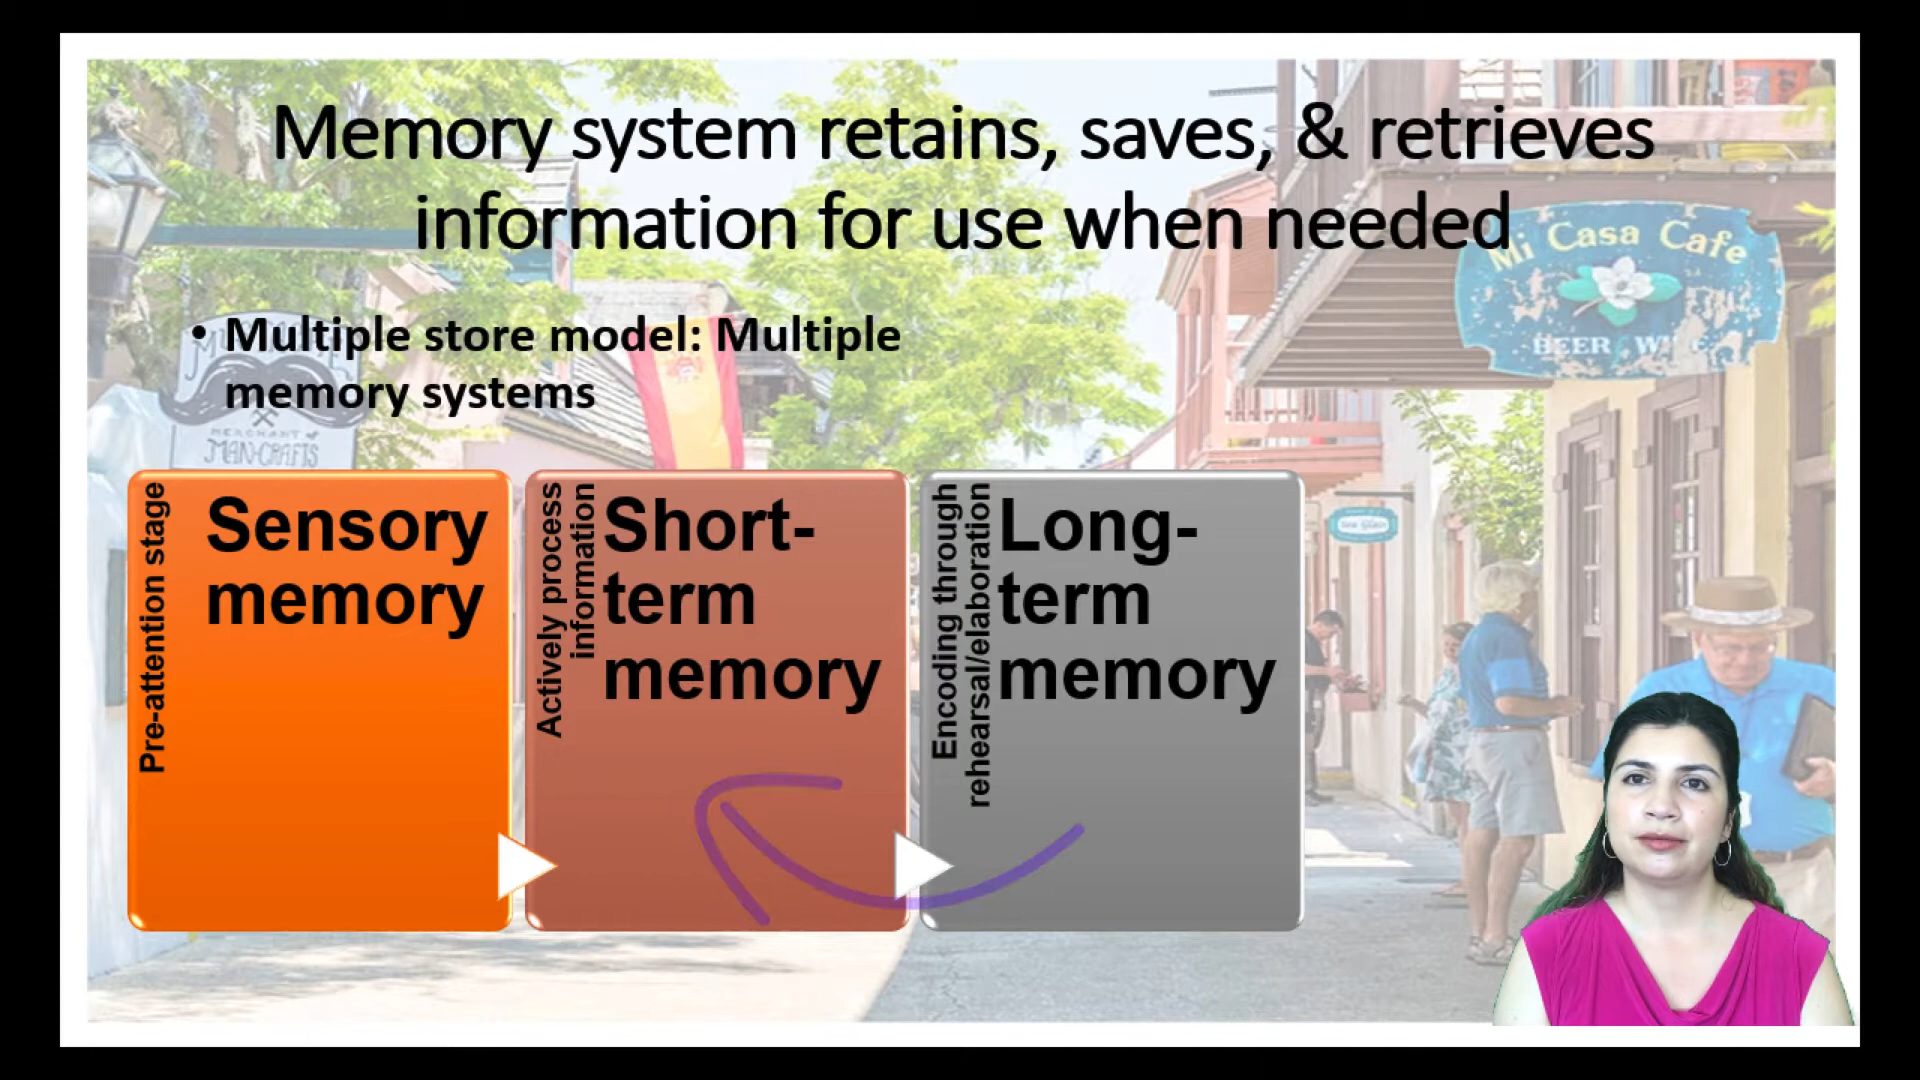 Memory system retains, saves, & retrieves
information for use when needed
• Multiple store model: Multiple
memory systems
Pre-attention stage
Sensory
memory
Actively process
information
Short-
term
memory
Encoding through
rehearsal/elaboration
Long-
term
memory
Mi Casa Cafe
BEER
MERCHANT of
MAN-CRAFTS